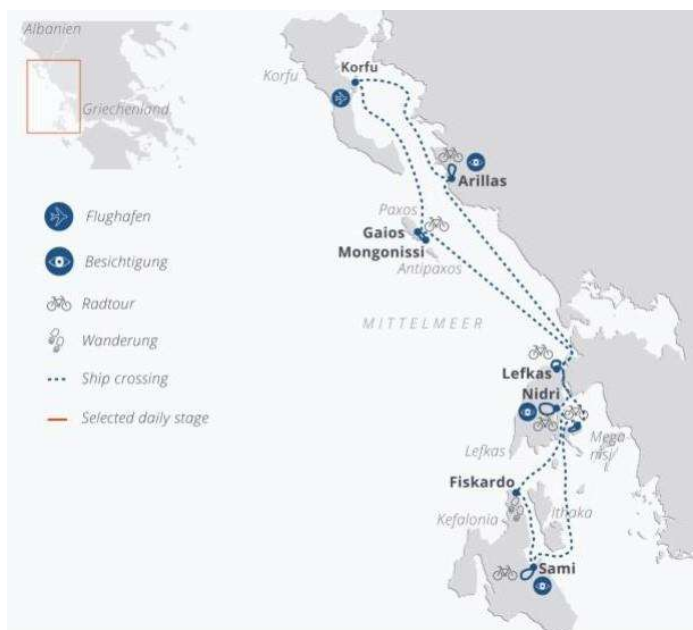 Albanien
Griechenland
Korfu
Korfu
Arillas
Paxos
Gaios
Mongonissi
Antipaxos
Flughafen
Besichtigung
Radtour
Wanderung
Ship crossing
Selected daily stage
MITTELMEER
Lefkas
Nidri
Lefkas
Mega
nisi
Fiskardo
Kefalonia
Ithaka
Sami